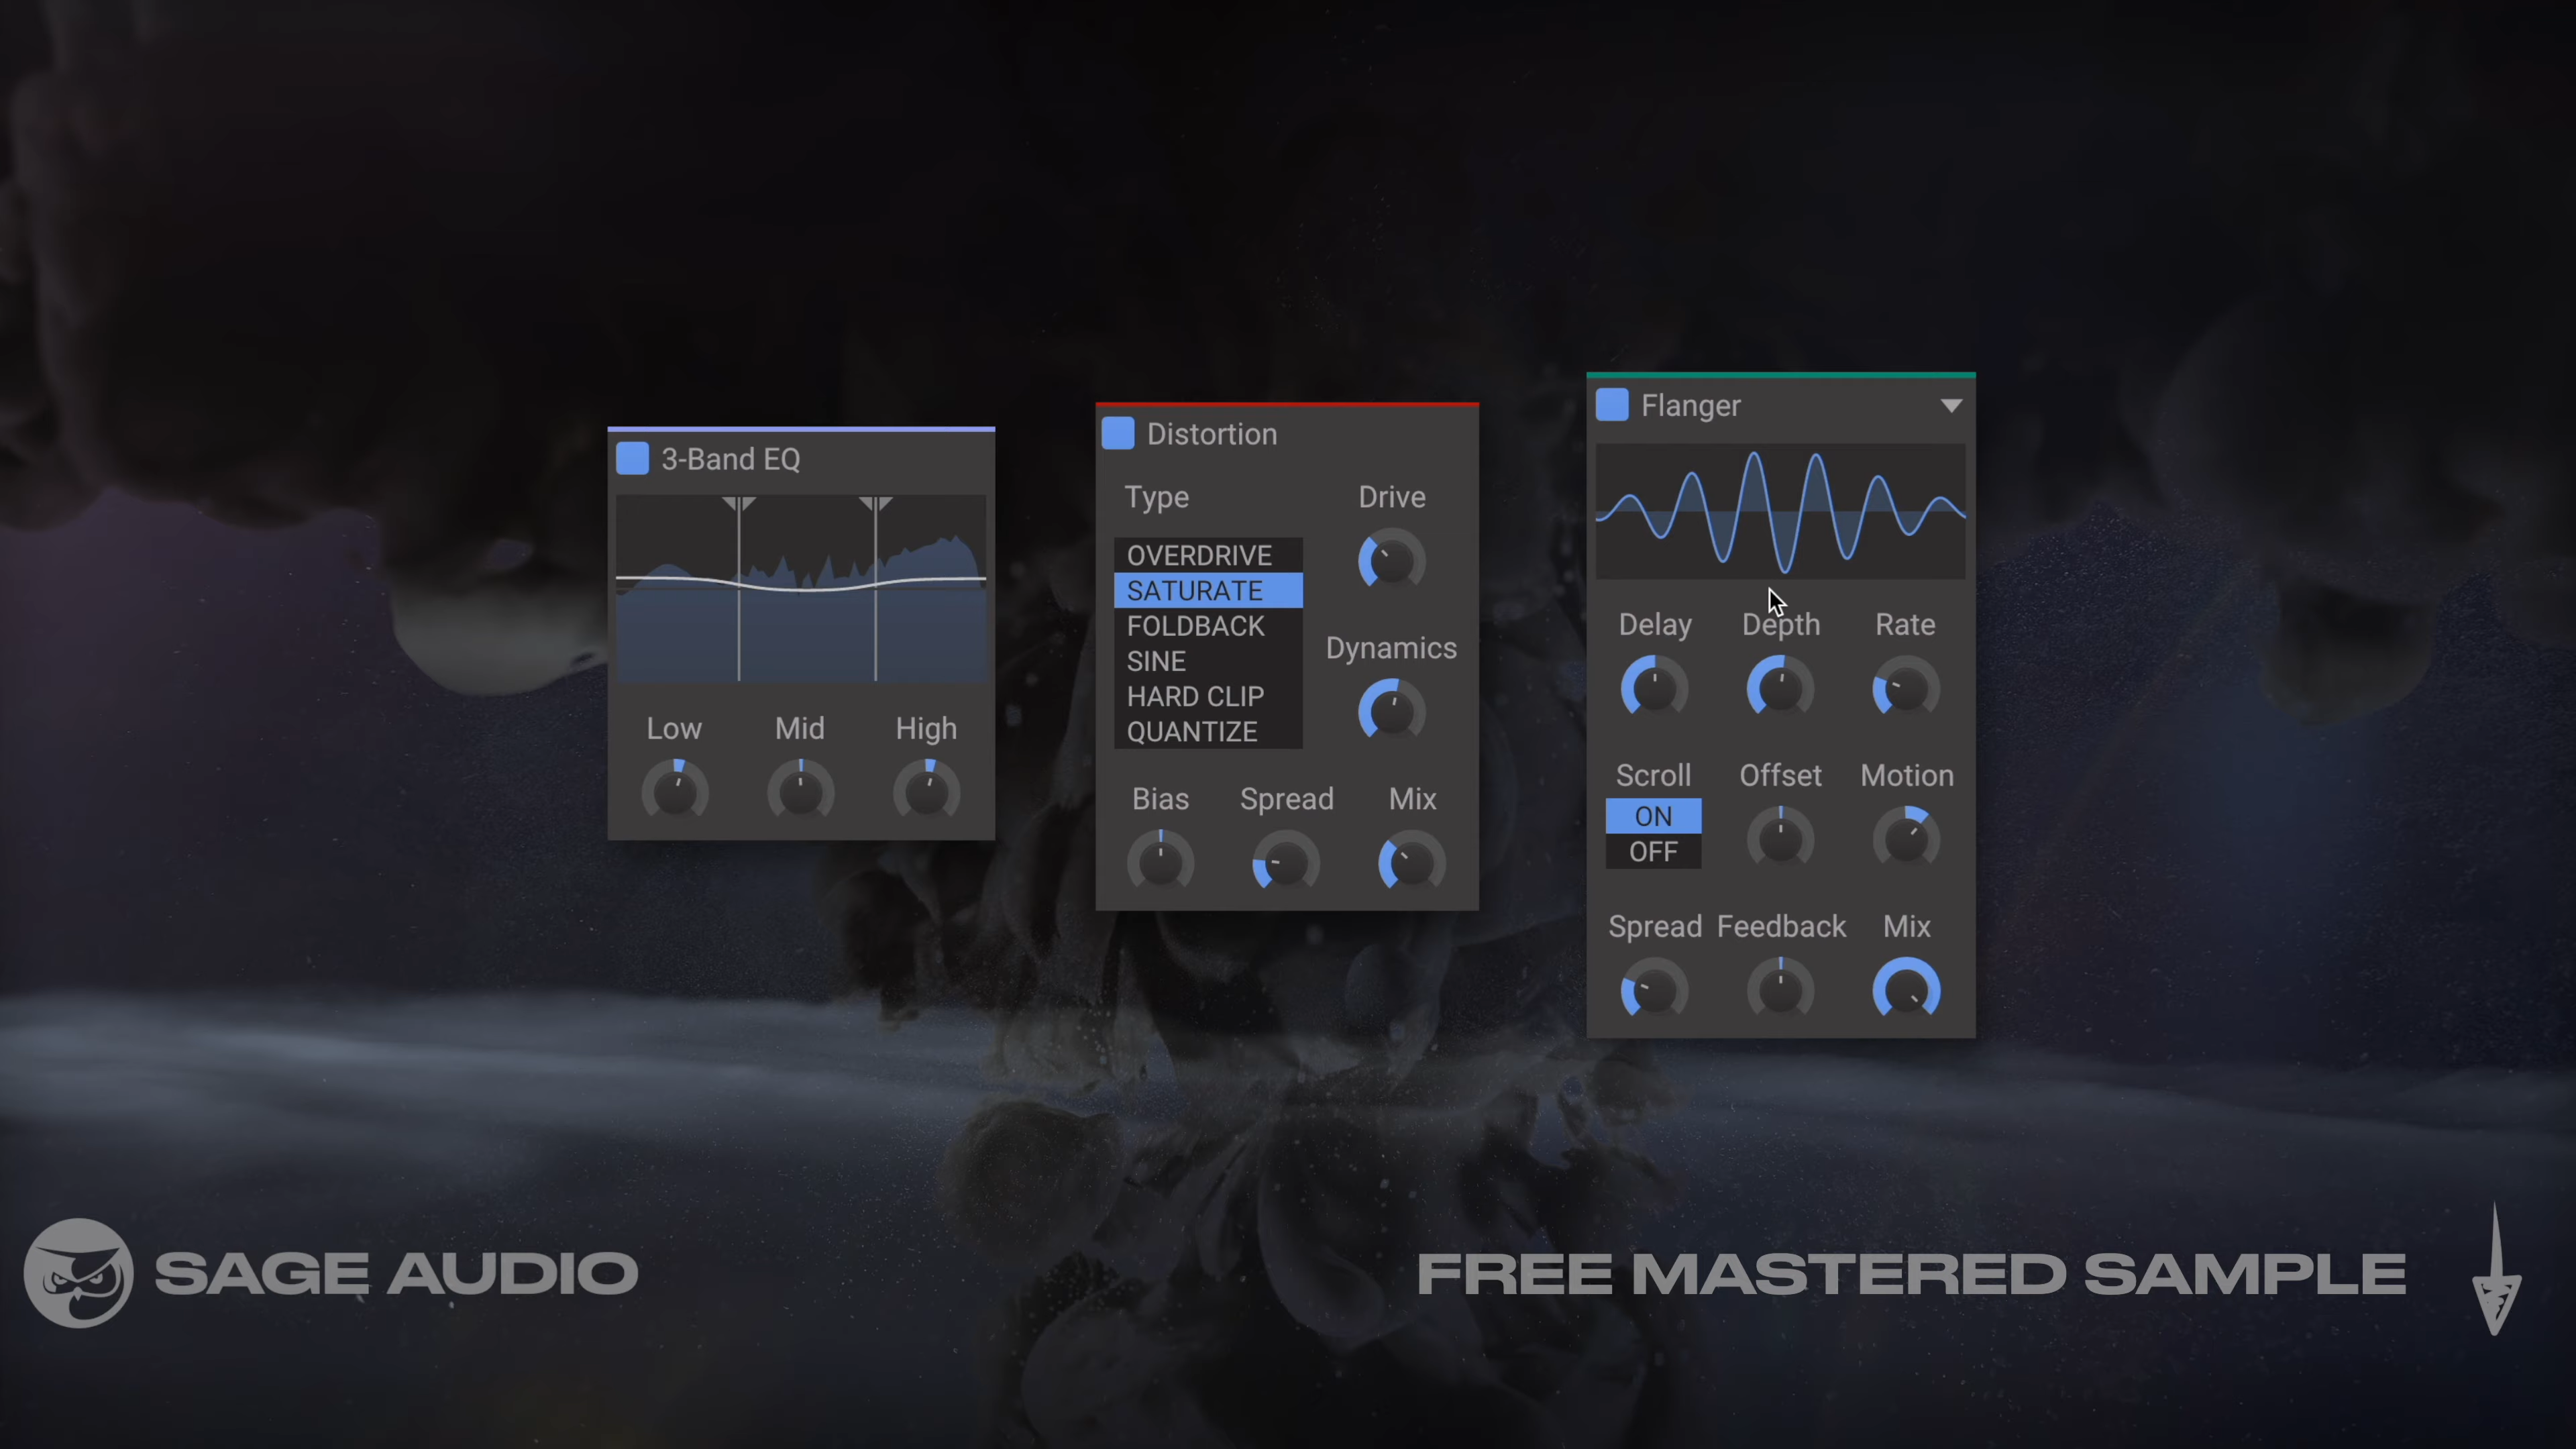 3-Band EQ
Low Mid High
Distortion
Type Drive
OVERDRIVE
SATURATE
FOLDBACK
SINE
HARD CLIP
QUANTIZE
Dynamics
Bias Spread Mix
Flanger
Delay Depth Rate
Scroll Offset Motion
ON
OFF
Spread Feedback Mix
SAGE AUDIO
FREE MASTERED SAMPLE